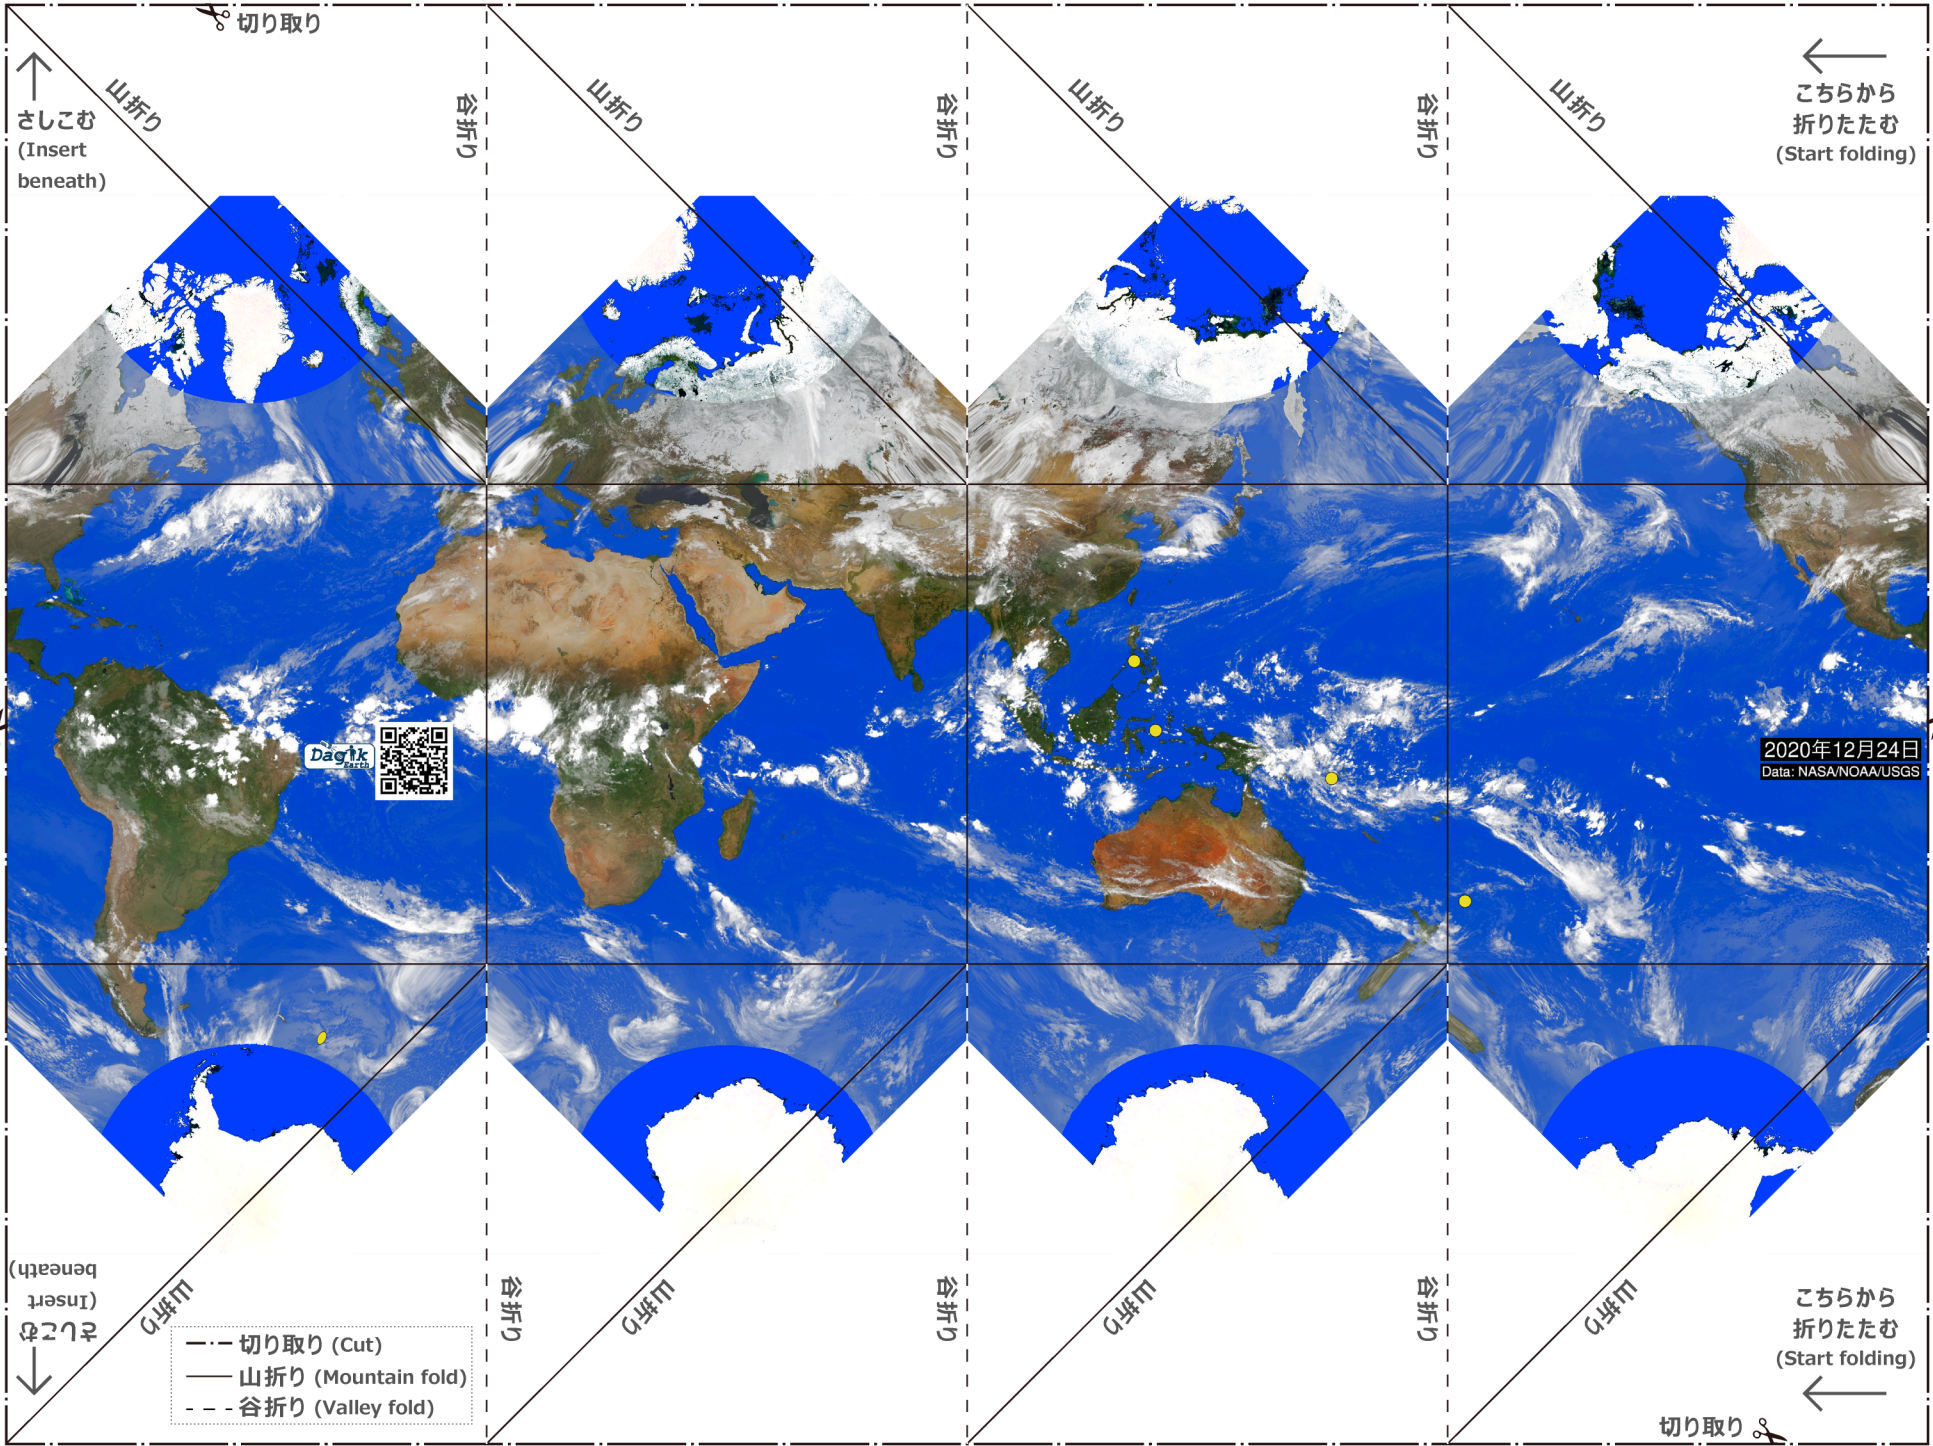 切り取り
山折り
谷折り
山折り
谷折り
山折り
谷折り
山折り
さしこむ
(Insert
beneath)
こちらから
折りたたむ
(Start folding)
Dagik
Earth
2020年12月24日
Data: NASA/NOAA/USGS
さしこむ
(Insert
beneath)
山折り
谷折り
山折り
谷折り
山折り
谷折り
山折り
こちらから
折りたたむ
(Start folding)
切り取り (Cut)
山折り (Mountain fold)
谷折り (Valley fold)
切り取り